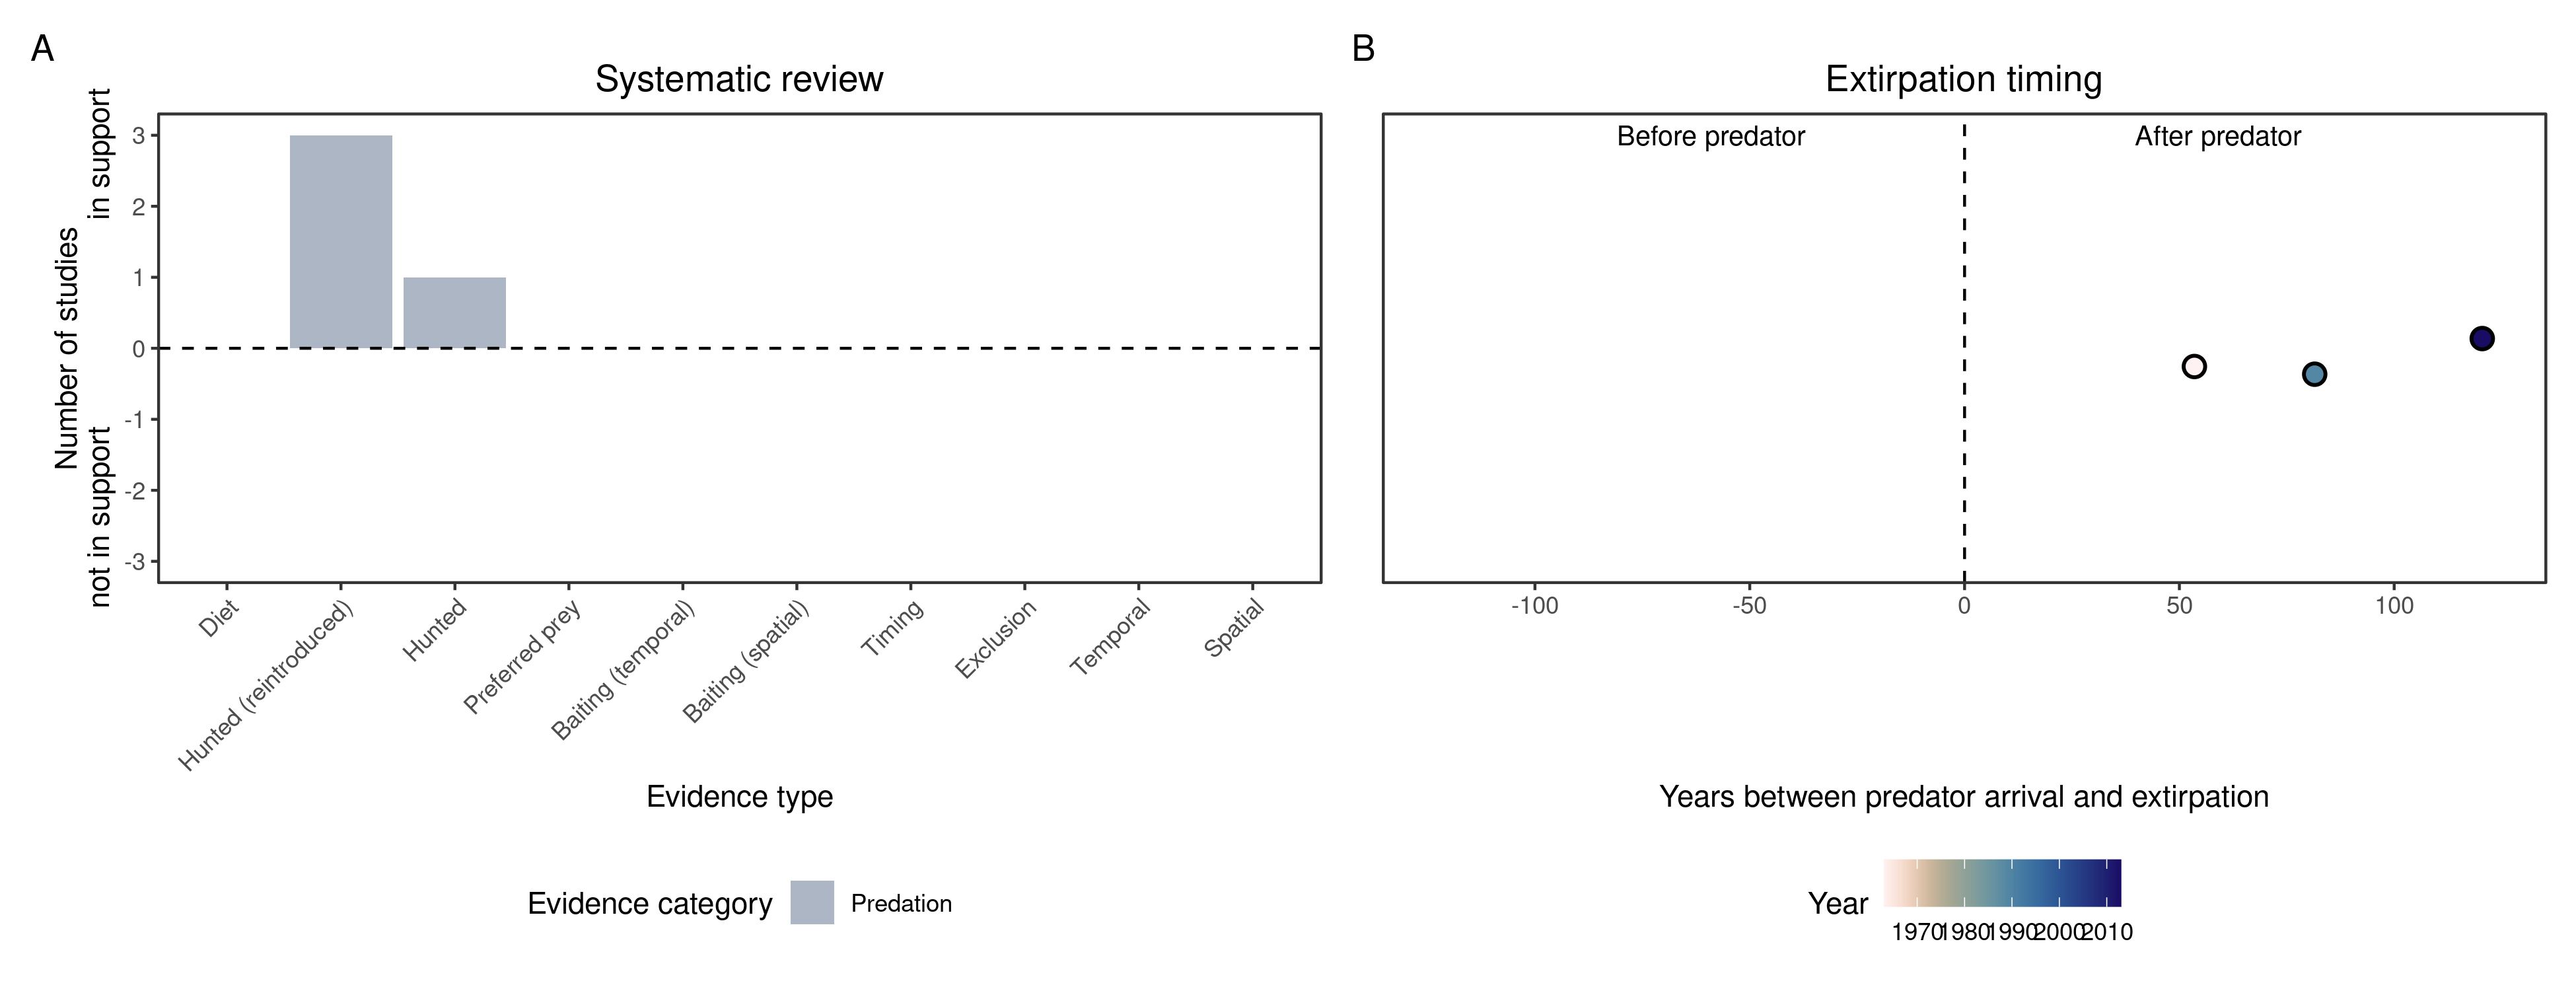 A
Systematic review
Number of studies
not in support in support
3
2
1
0
-1
-2
-3
Diet
Hunted (reintroduced)
Hunted
Preferred prey
Baiting (temporal)
Baiting (spatial)
Timing
Exclusion
Temporal
Spatial
Evidence type
Evidence category Predation
B
Extirpation timing
Before predator After predator
-100 -50 0 50 100
Years between predator arrival and extirpation
Year
1970 1980 1990 2000 2010